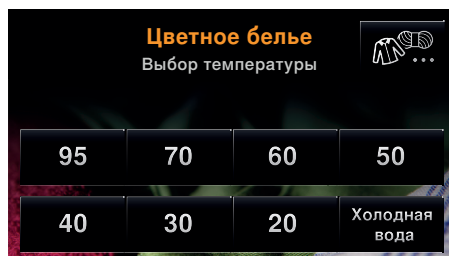 Цветное белье
Выбор температуры
95 70 60 50
40 30 20 Холодная
вода